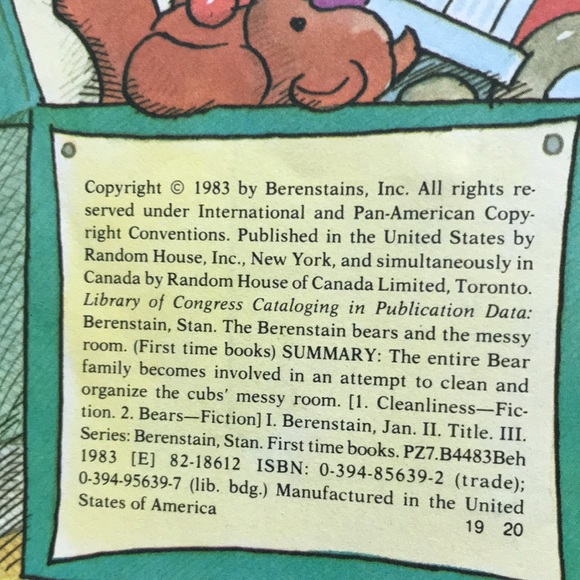 Copyright © 1983 by Berenstains, Inc. All rights re-
served under International and Pan-American Copy-
right Conventions. Published in the United States by
Random House, Inc., New York, and simultaneously in
Canada by Random House of Canada Limited, Toronto.
Library of Congress Cataloging in Publication Data:
Berenstain, Stan. The Berenstain bears and the messy
room. (First time books) SUMMARY: The entire Bear
family becomes involved in an attempt to clean and
organize the cubs' messy room. [1. Cleanliness—Fic-
tion. 2. Bears—Fiction] I. Berenstain, Jan. II. Title. III.
Series: Berenstain, Stan. First time books. PZ7.B4483Beh
1983 [E] 82-18612 ISBN: 0-394-85639-2 (trade);
0-394-95639-7 (lib. bdg.) Manufactured in the United
States of America
19 20